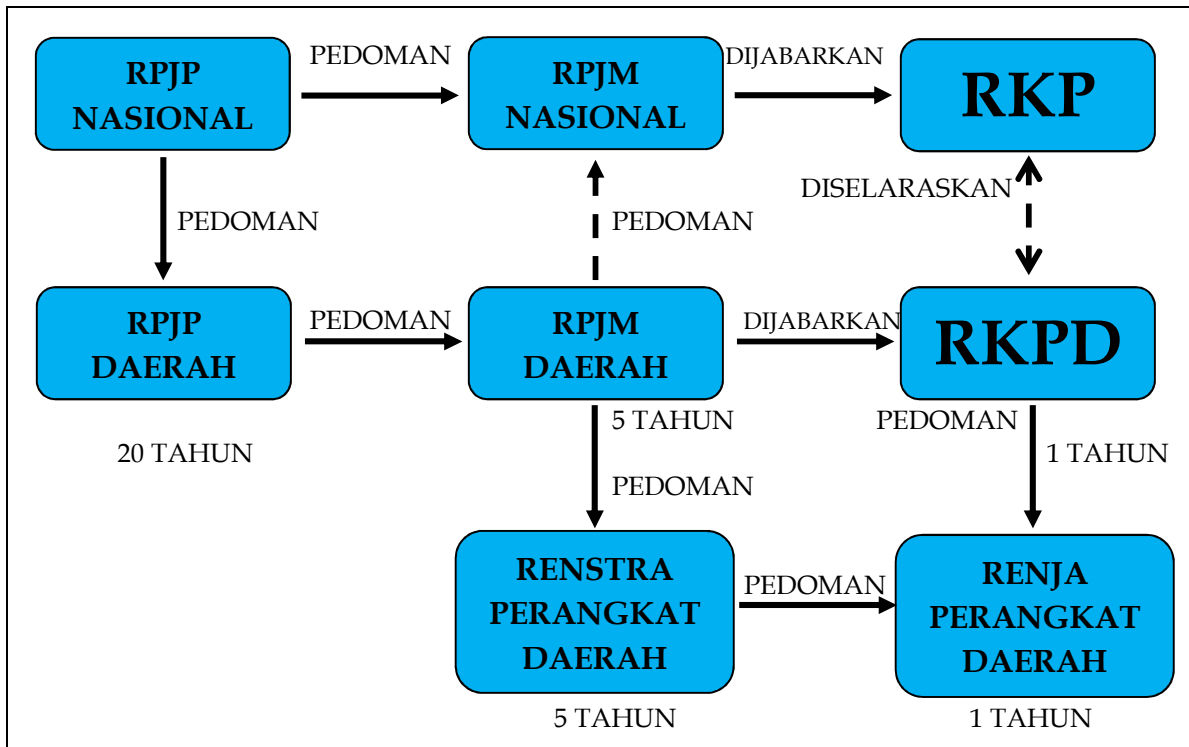 RPJP
NASIONAL
PEDOMAN
RPJM
NASIONAL
DIJABARKAN
RKP
PEDOMAN
PEDOMAN
DISELARASKAN
RPJP
DAERAH
PEDOMAN
RPJM
DAERAH
DIJABARKAN
RKPD
20 TAHUN
5 TAHUN
PEDOMAN
PEDOMAN
1 TAHUN
RENSTRA
PERANGKAT
DAERAH
PEDOMAN
RENJA
PERANGKAT
DAERAH
5 TAHUN
1 TAHUN